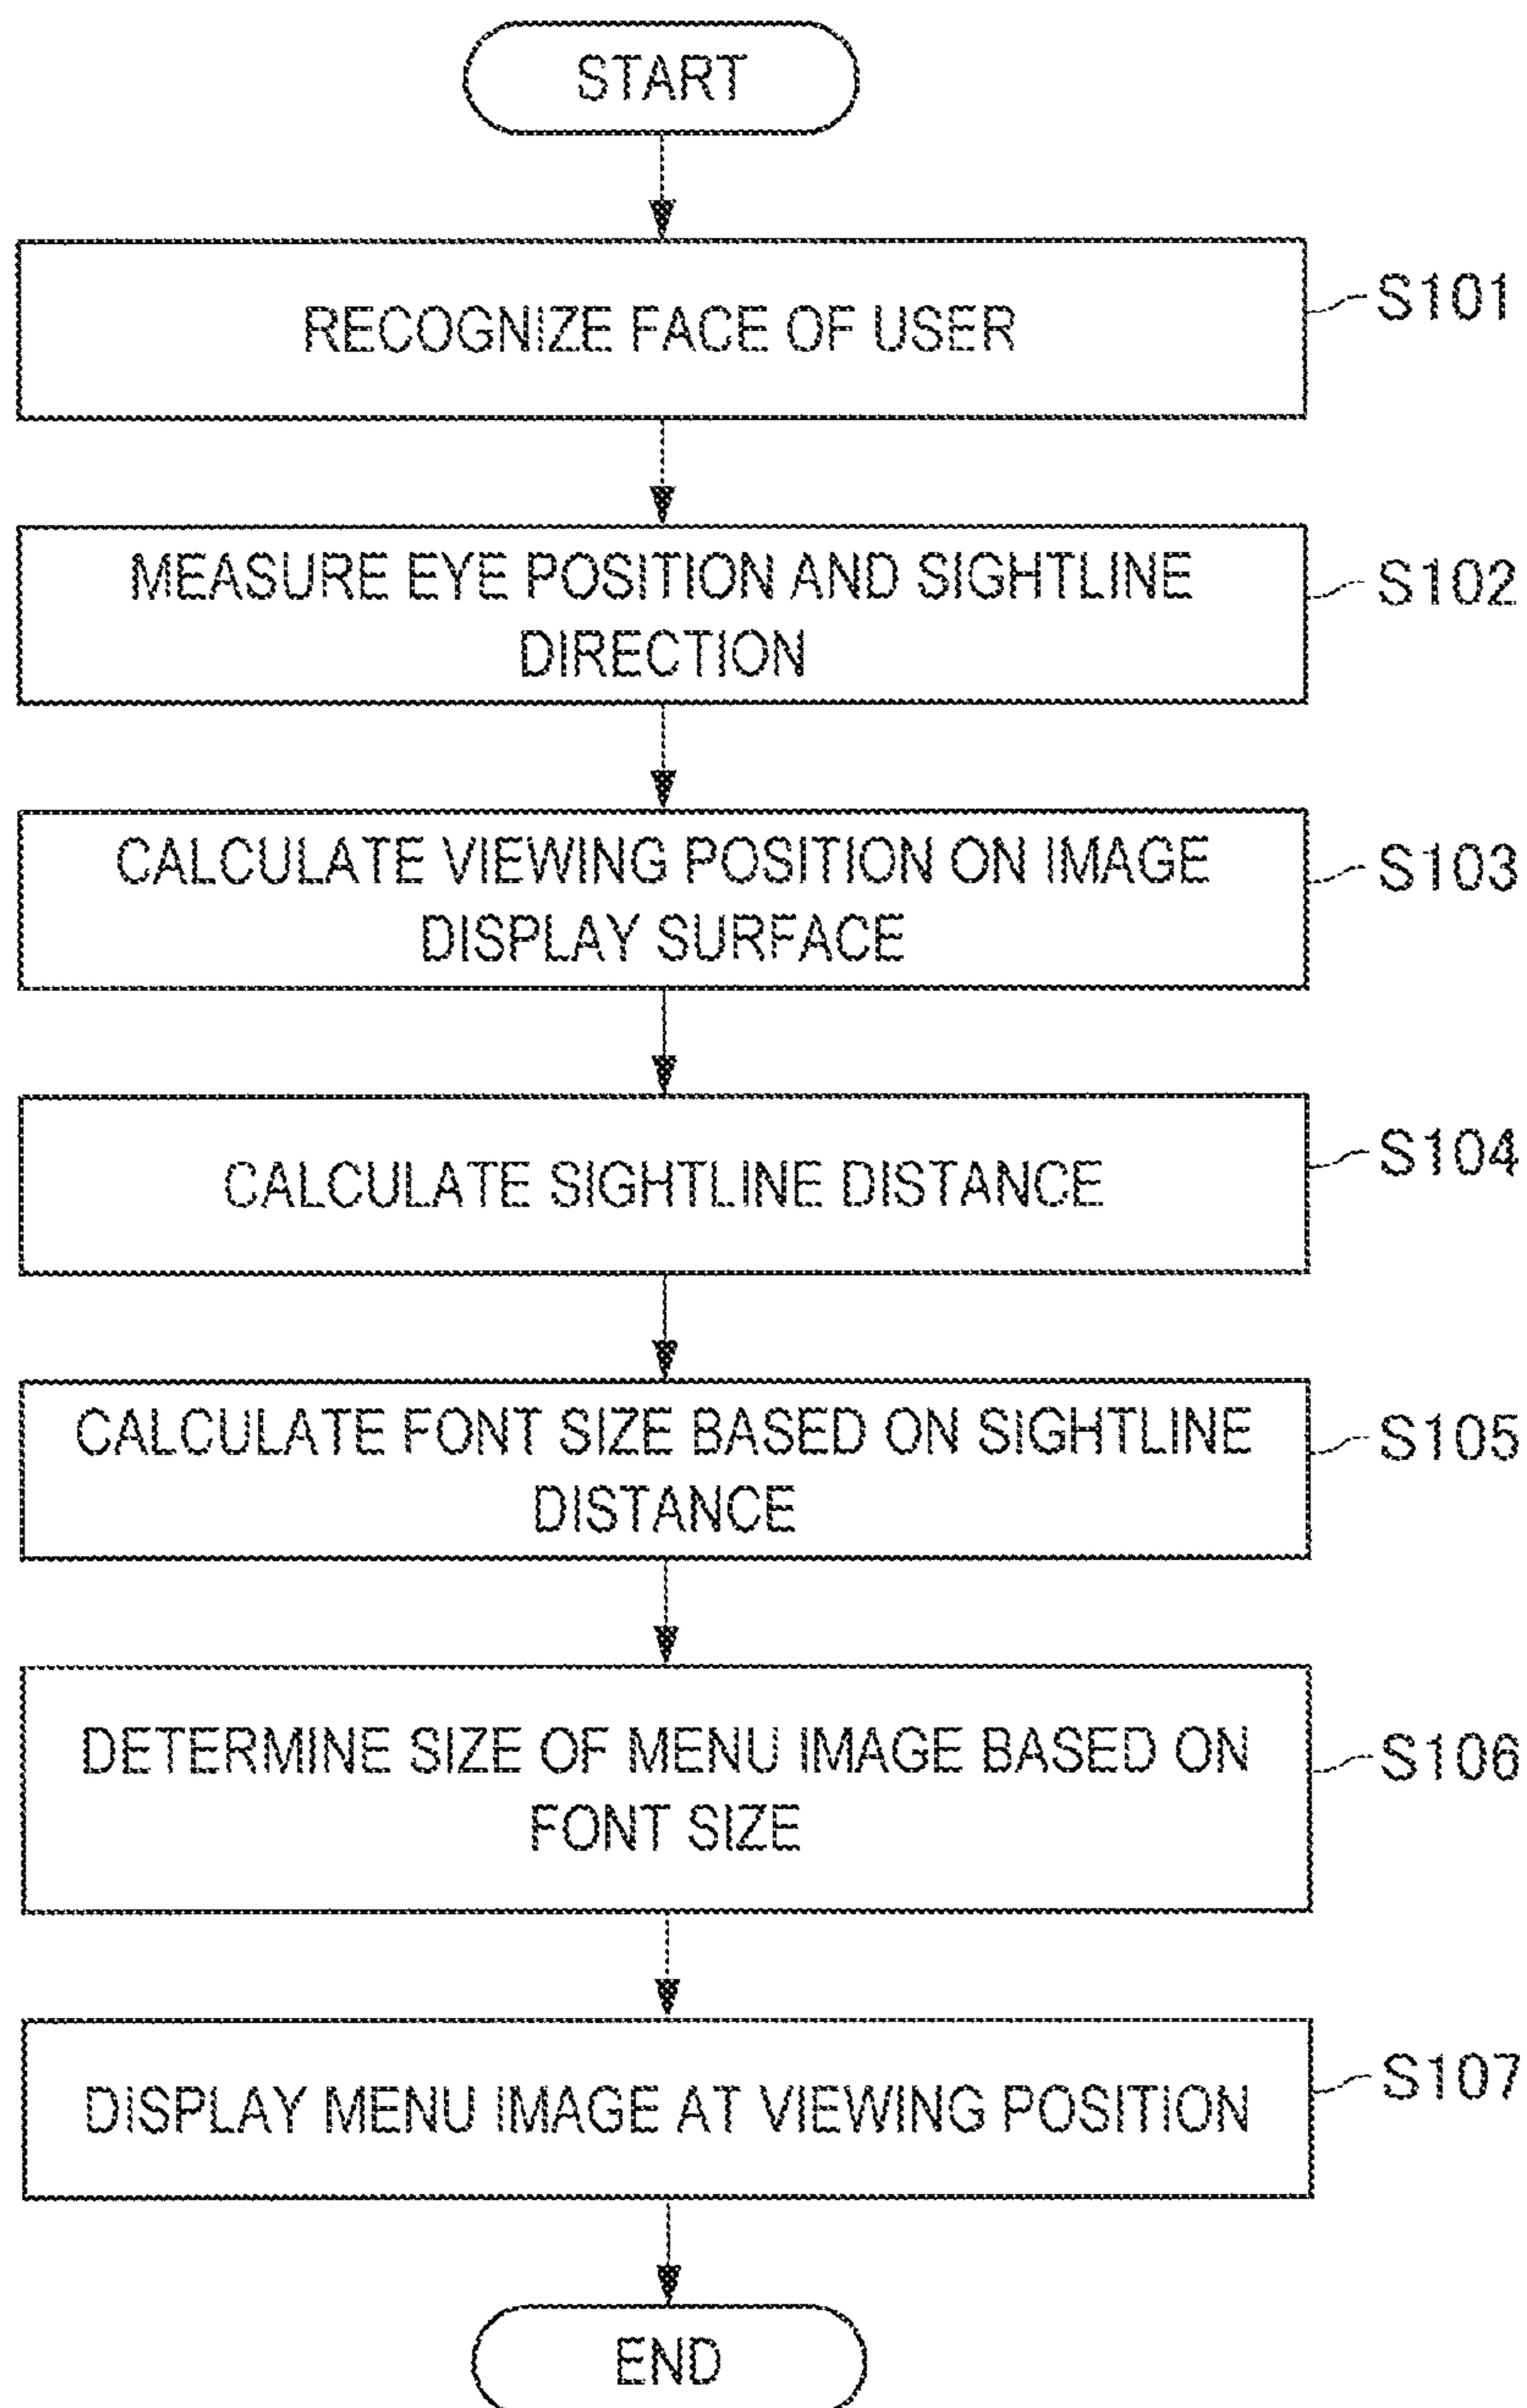 START
RECOGNIZE FACE OF USER
S101
MEASURE EYE POSITION AND SIGHTLINE
DIRECTION
S102
CALCULATE VIEWING POSITION ON IMAGE
DISPLAY SURFACE
S103
CALCULATE SIGHTLINE DISTANCE
S104
CALCULATE FONT SIZE BASED ON SIGHTLINE
DISTANCE
S105
DETERMINE SIZE OF MENU IMAGE BASED ON
FONT SIZE
S106
DISPLAY MENU IMAGE AT VIEWING POSITION
S107
END